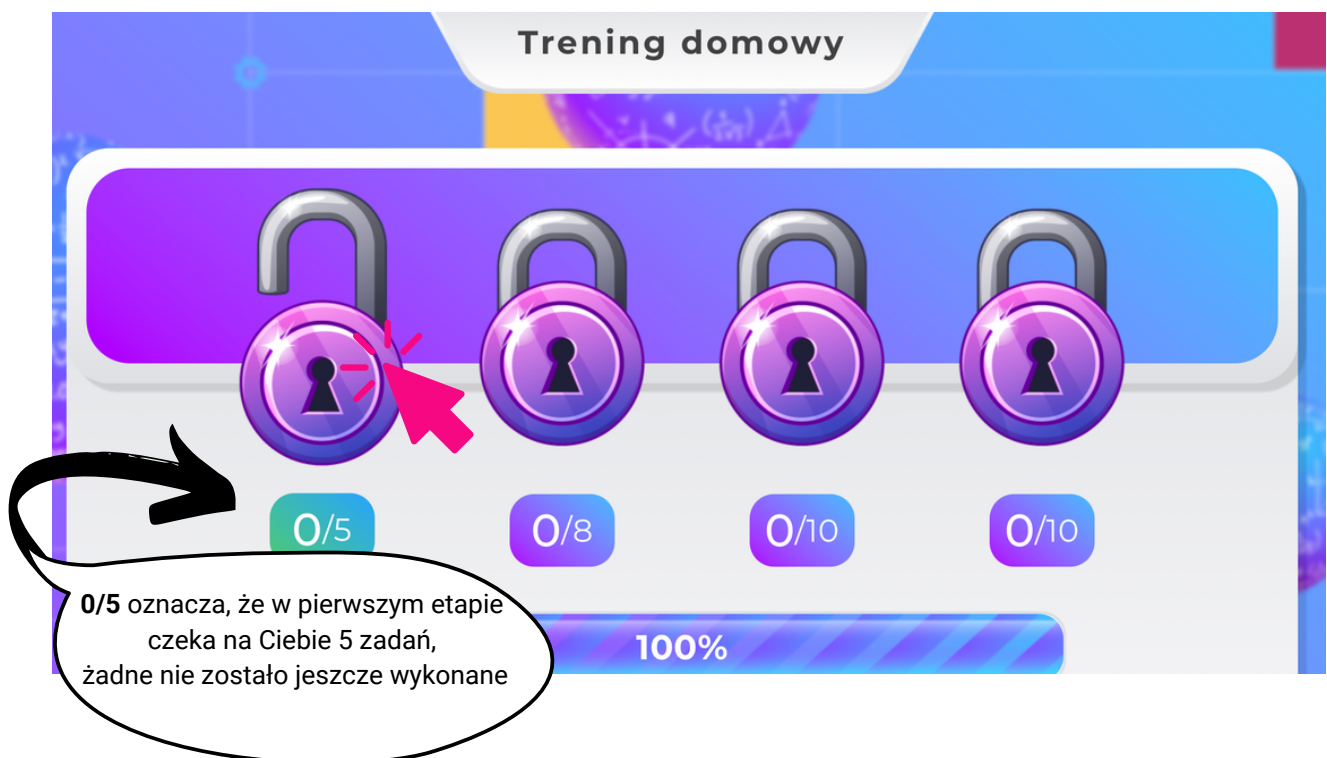 Trening domowy
0/5
0/8
0/10
0/10
100%
0/5 oznacza, że w pierwszym etapie
czeka na Ciebie 5 zadań,
żadne nie zostało jeszcze wykonane